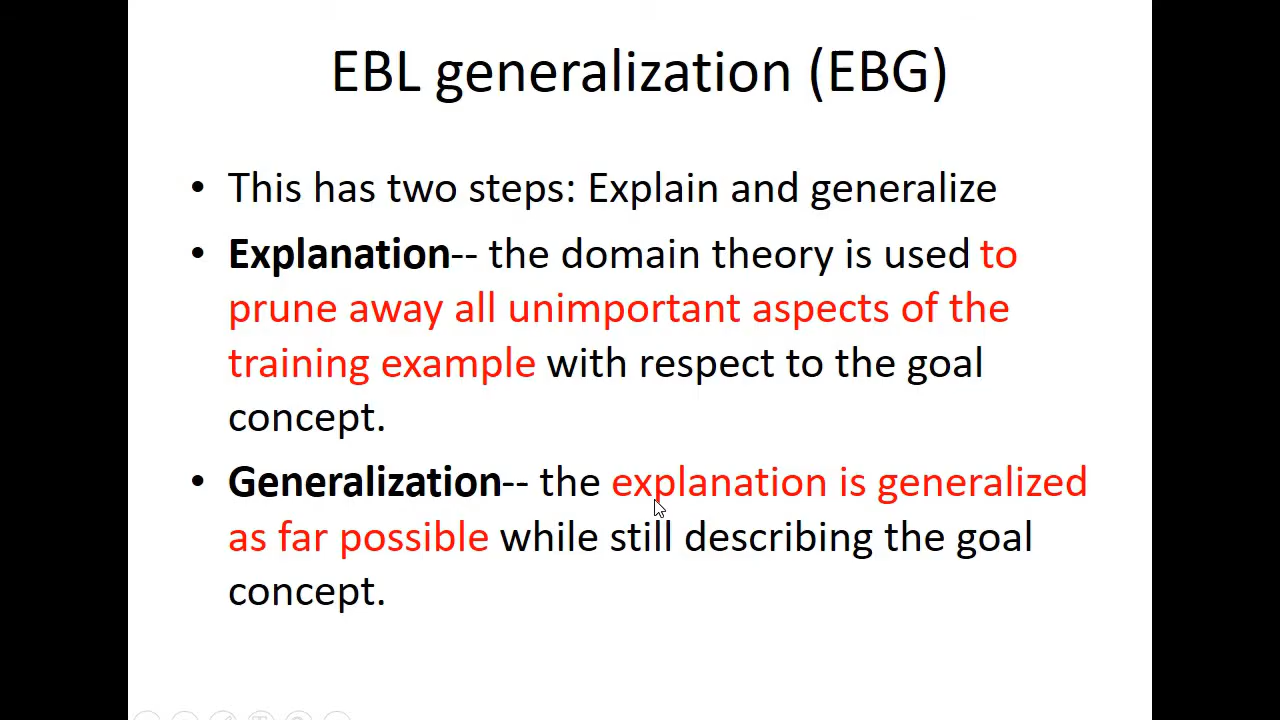 EBL generalization (EBG)
• This has two steps: Explain and generalize
• Explanation-- the domain theory is used to
prune away all unimportant aspects of the
training example with respect to the goal
concept.
• Generalization-- the explanation is generalized
as far possible while still describing the goal
concept.